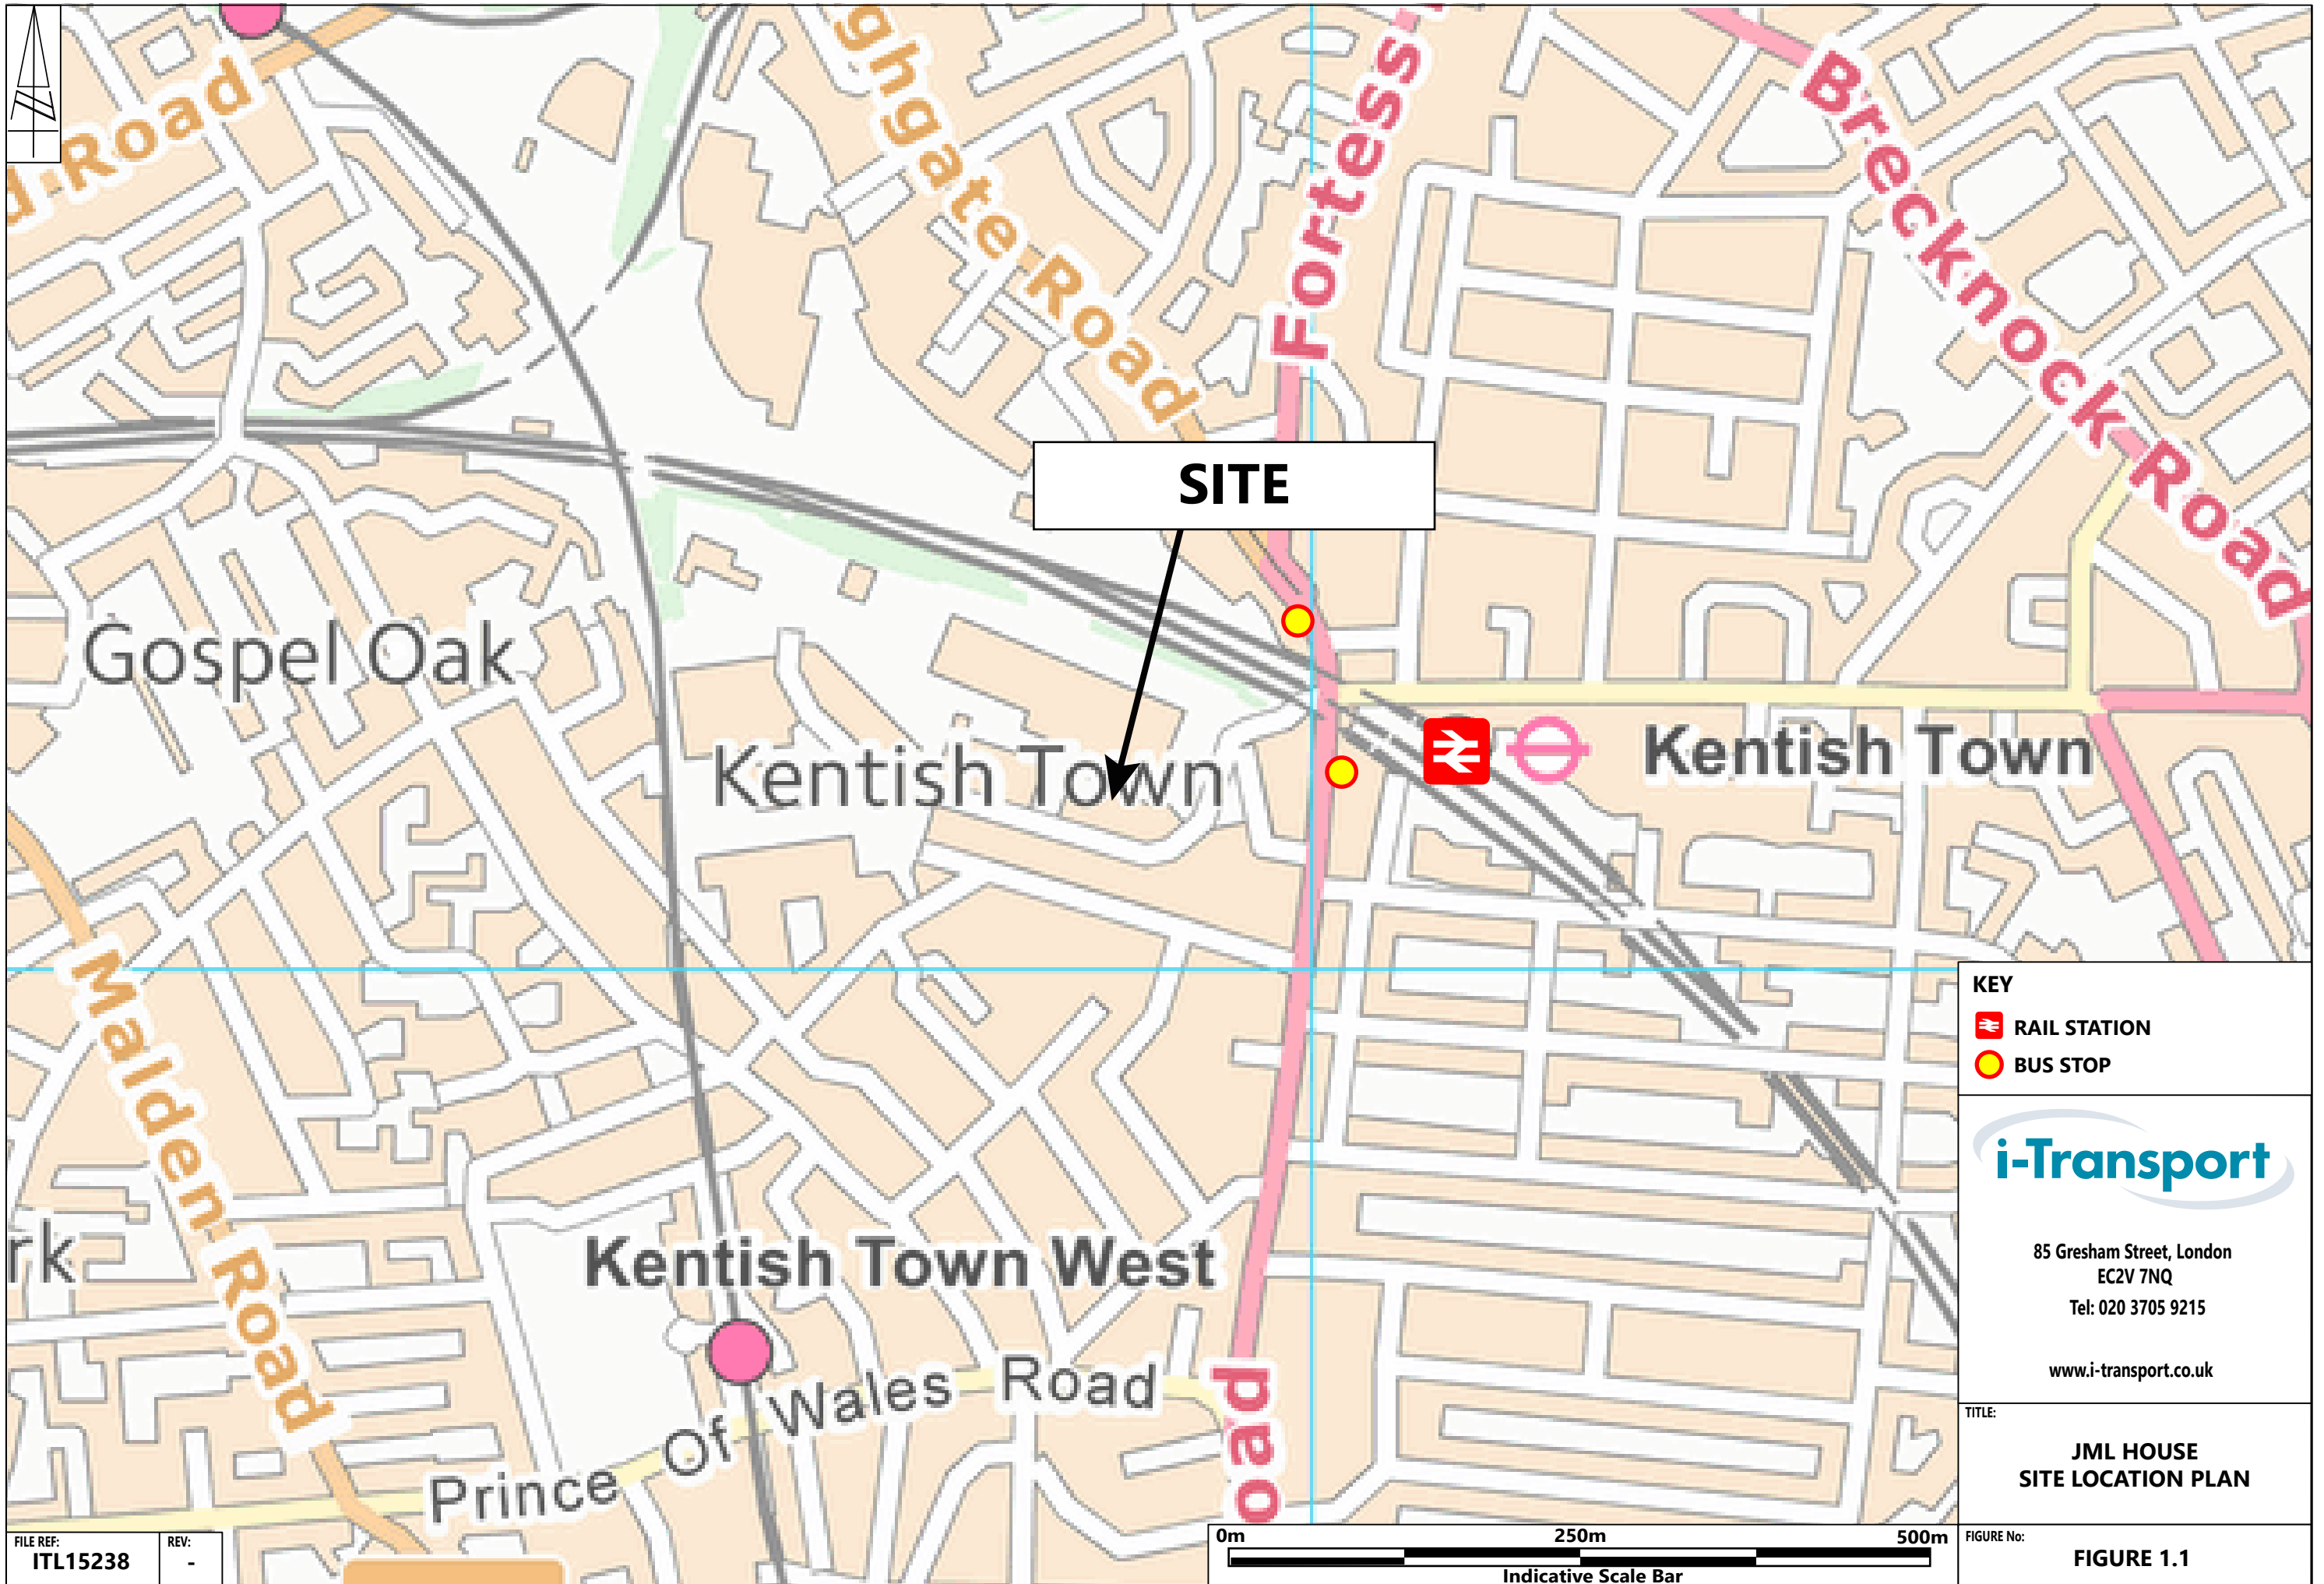 d Road
ghgate Road
Fortess
Brecknock Road
SITE
Gospel Oak
Kentish Town
Kentish Town
Malden Road
rk
Kentish Town West
Prince Of Wales Road
oad
KEY
RAIL STATION
BUS STOP
i-Transport
85 Gresham Street, London
EC2V 7NQ
Tel: 020 3705 9215
www.i-transport.co.uk
TITLE:
JML HOUSE
SITE LOCATION PLAN
FILE REF:
ITL15238
REV:
-
0m 250m 500m
Indicative Scale Bar
FIGURE No:
FIGURE 1.1